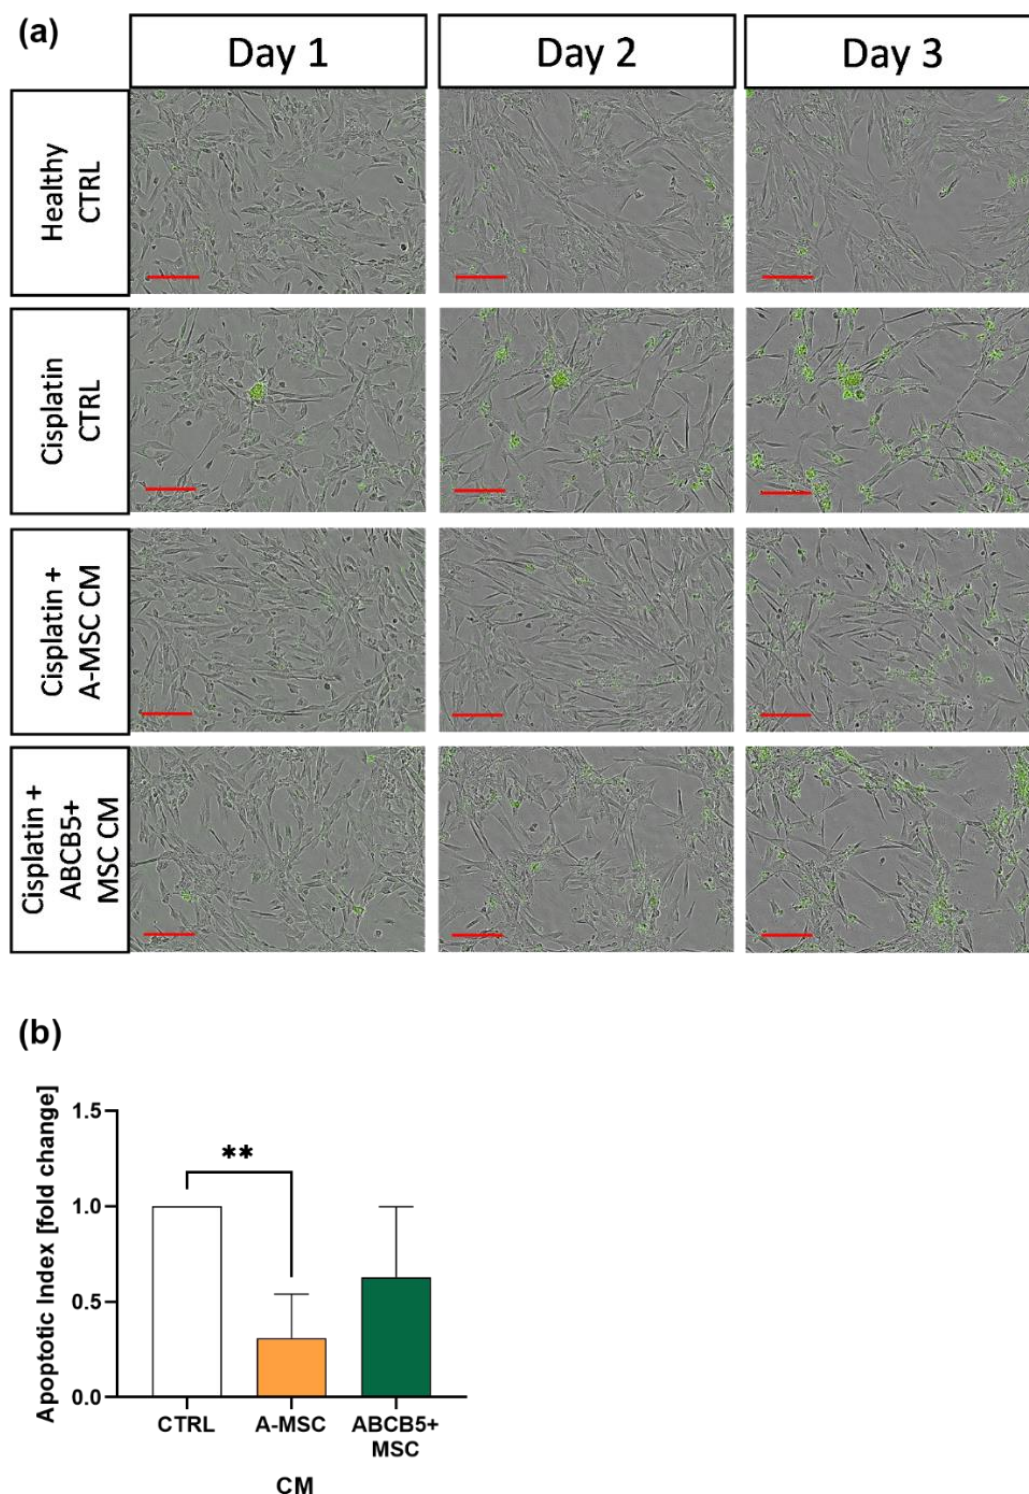 (a)
Day 1
Day 2
Day 3
Healthy
CTRL
Cisplatin
CTRL
Cisplatin +
A-MSC CM
Cisplatin +
ABCB5+
MSC CM
(b)
Apoptotic Index [fold change]
1.5
1.0
0.5
0.0
**
CTRL
A-MSC
ABCB5+
MSC
CM